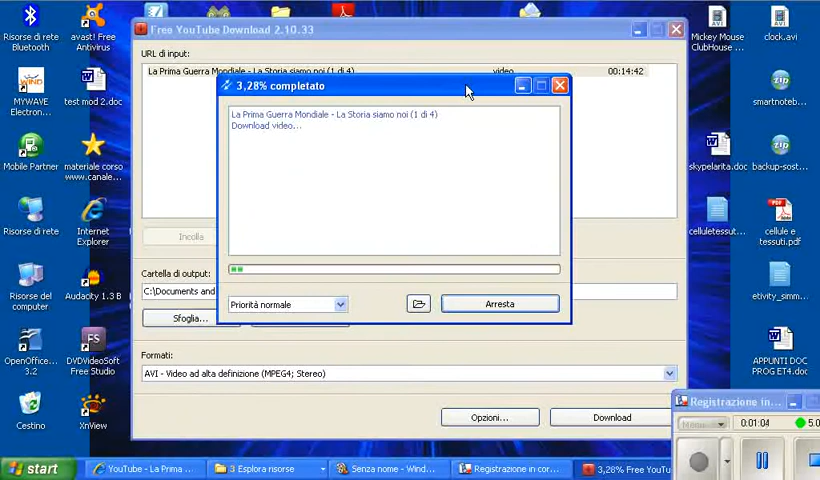 Free YouTube Download 2.10.33
URL di input:
La Prima Guerra Mondiale - La Storia siamo noi (1 di 4)
video
00:14:42
3,28% completato
La Prima Guerra Mondiale - La Storia siamo noi (1 di 4)
Download video...
Incolla
Cartella di output:
C:\Documents and
Priorità normale
Arresta
Sfoglia...
Formati:
AVI - Video ad alta definizione (MPEG4; Stereo)
Opzioni...
Download
Risorse di rete
Bluetooth
avast! Free
Antivirus
MYWAVE
Electron...
test mod 2.doc
Mobile Partner
materiale corso
www.canale...
Risorse di rete
Internet
Explorer
Risorse del
computer
Audacity 1.3 B
OpenOffice...
3.2
DVDVideoSoft
Free Studio
Cestino
XnView
Mickey Mouse
ClubHouse ...
clock.avi
smartnoteb...
skypelarita.doc
backup-sost...
celluletessut...
cellule e
tessuti.pdf
etivity_simm...
APPUNTI DOC
PROG ET4.doc
Registrazione in...
Menu...
0:01:04
5.0
start
YouTube - La Prima ...
3 Esplora risorse
Senza nome - Wind...
Registrazione in cor...
3,28% Free YouTu